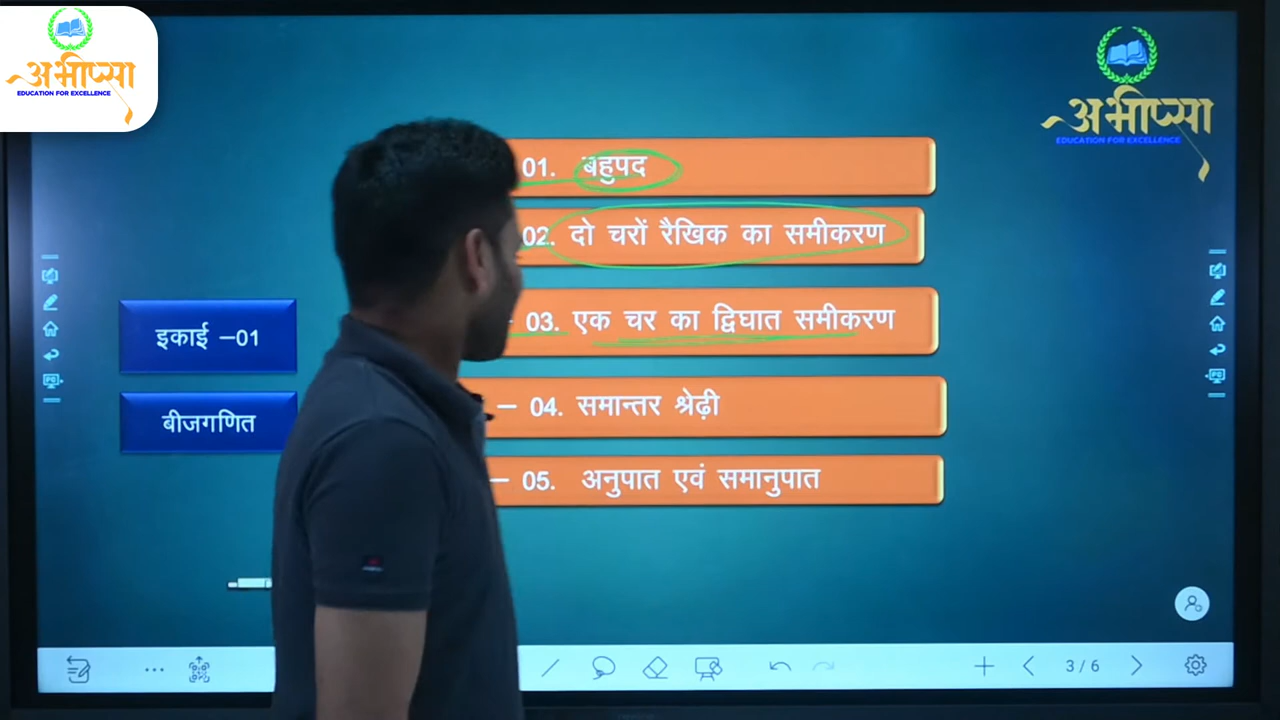 अभीप्सा
EDUCATION FOR EXCELLENCE
अभीप्सा
EDUCATION FOR EXCELLENCE
01. बहुपद
02. दो चरों रैखिक का समीकरण
इकाई –01
– 03. एक चर का द्विघात समीकरण
बीजगणित
– 04. समान्तर श्रेढ़ी
– 05. अनुपात एवं समानुपात
3 / 6